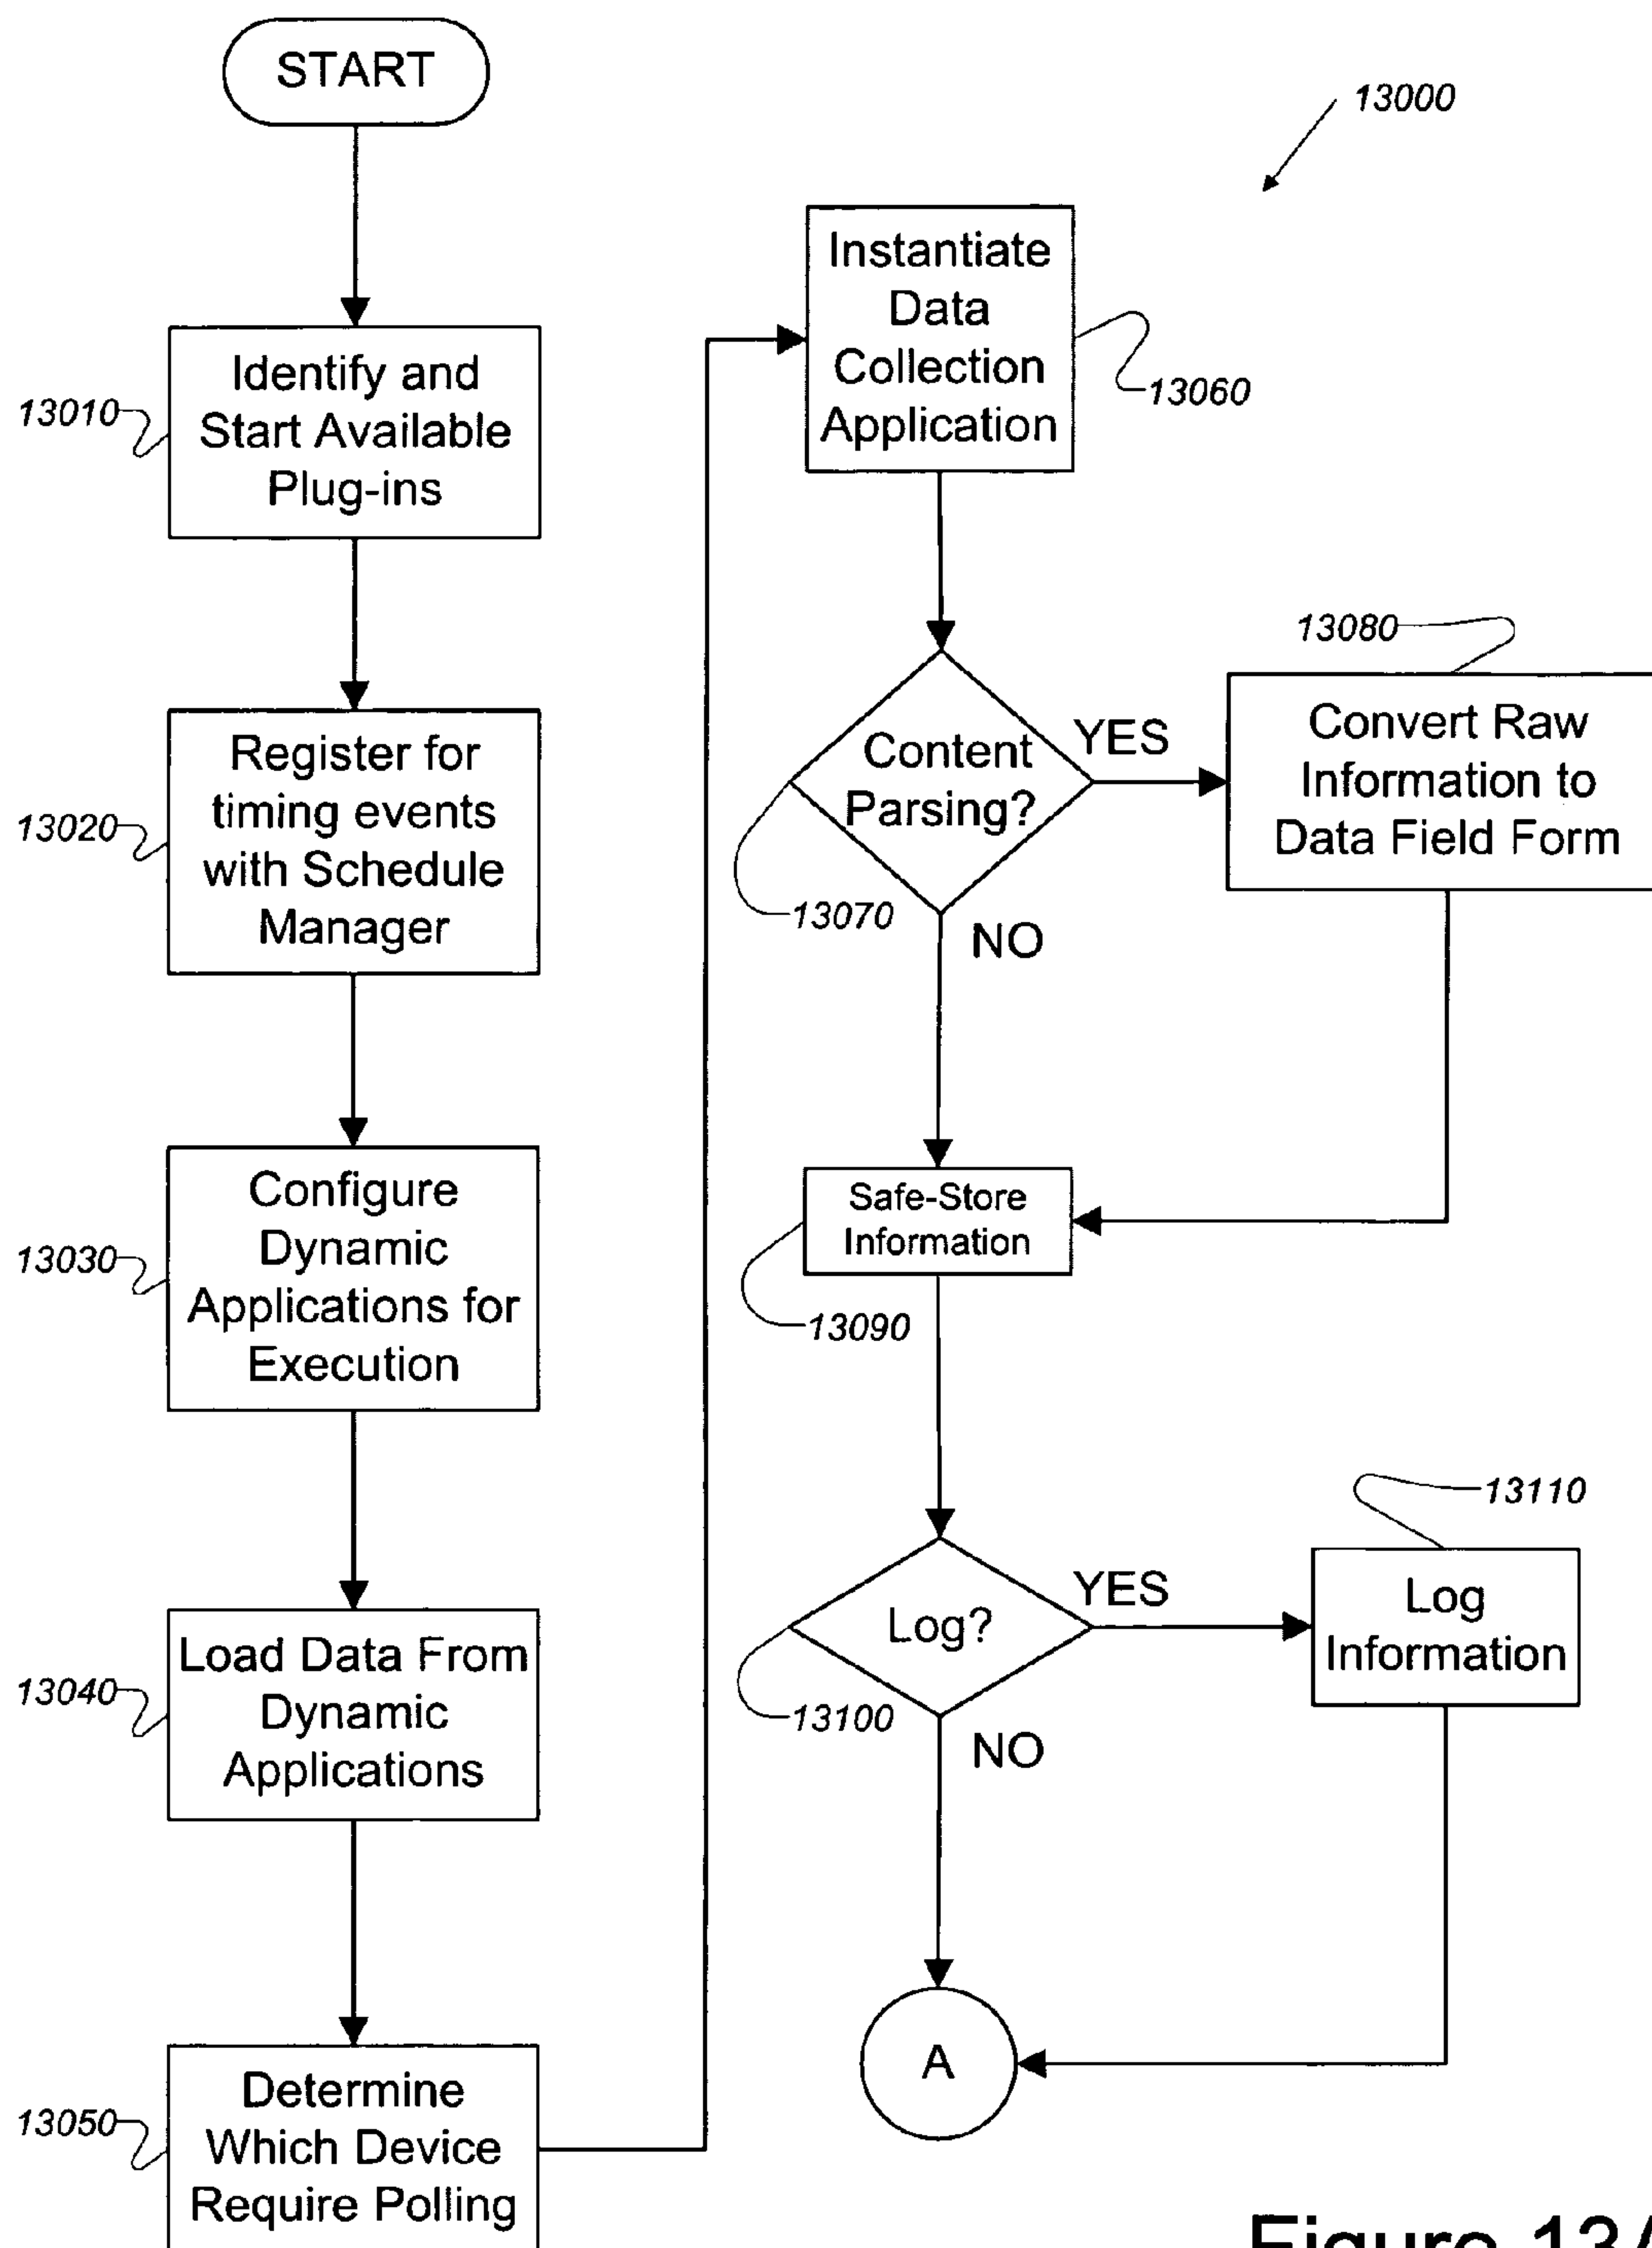 START
13000
Identify and
Start Available
Plug-ins
13010
Register for
timing events
with Schedule
Manager
13020
Configure
Dynamic
Applications for
Execution
13030
Load Data From
Dynamic
Applications
13040
Determine
Which Device
Require Polling
13050
Instantiate
Data
Collection
Application
13060
Content
Parsing?
13070
YES
NO
13080
Convert Raw
Information to
Data Field Form
Safe-Store
Information
13090
Log?
13100
YES
NO
13110
Log
Information
A
Figure 13A